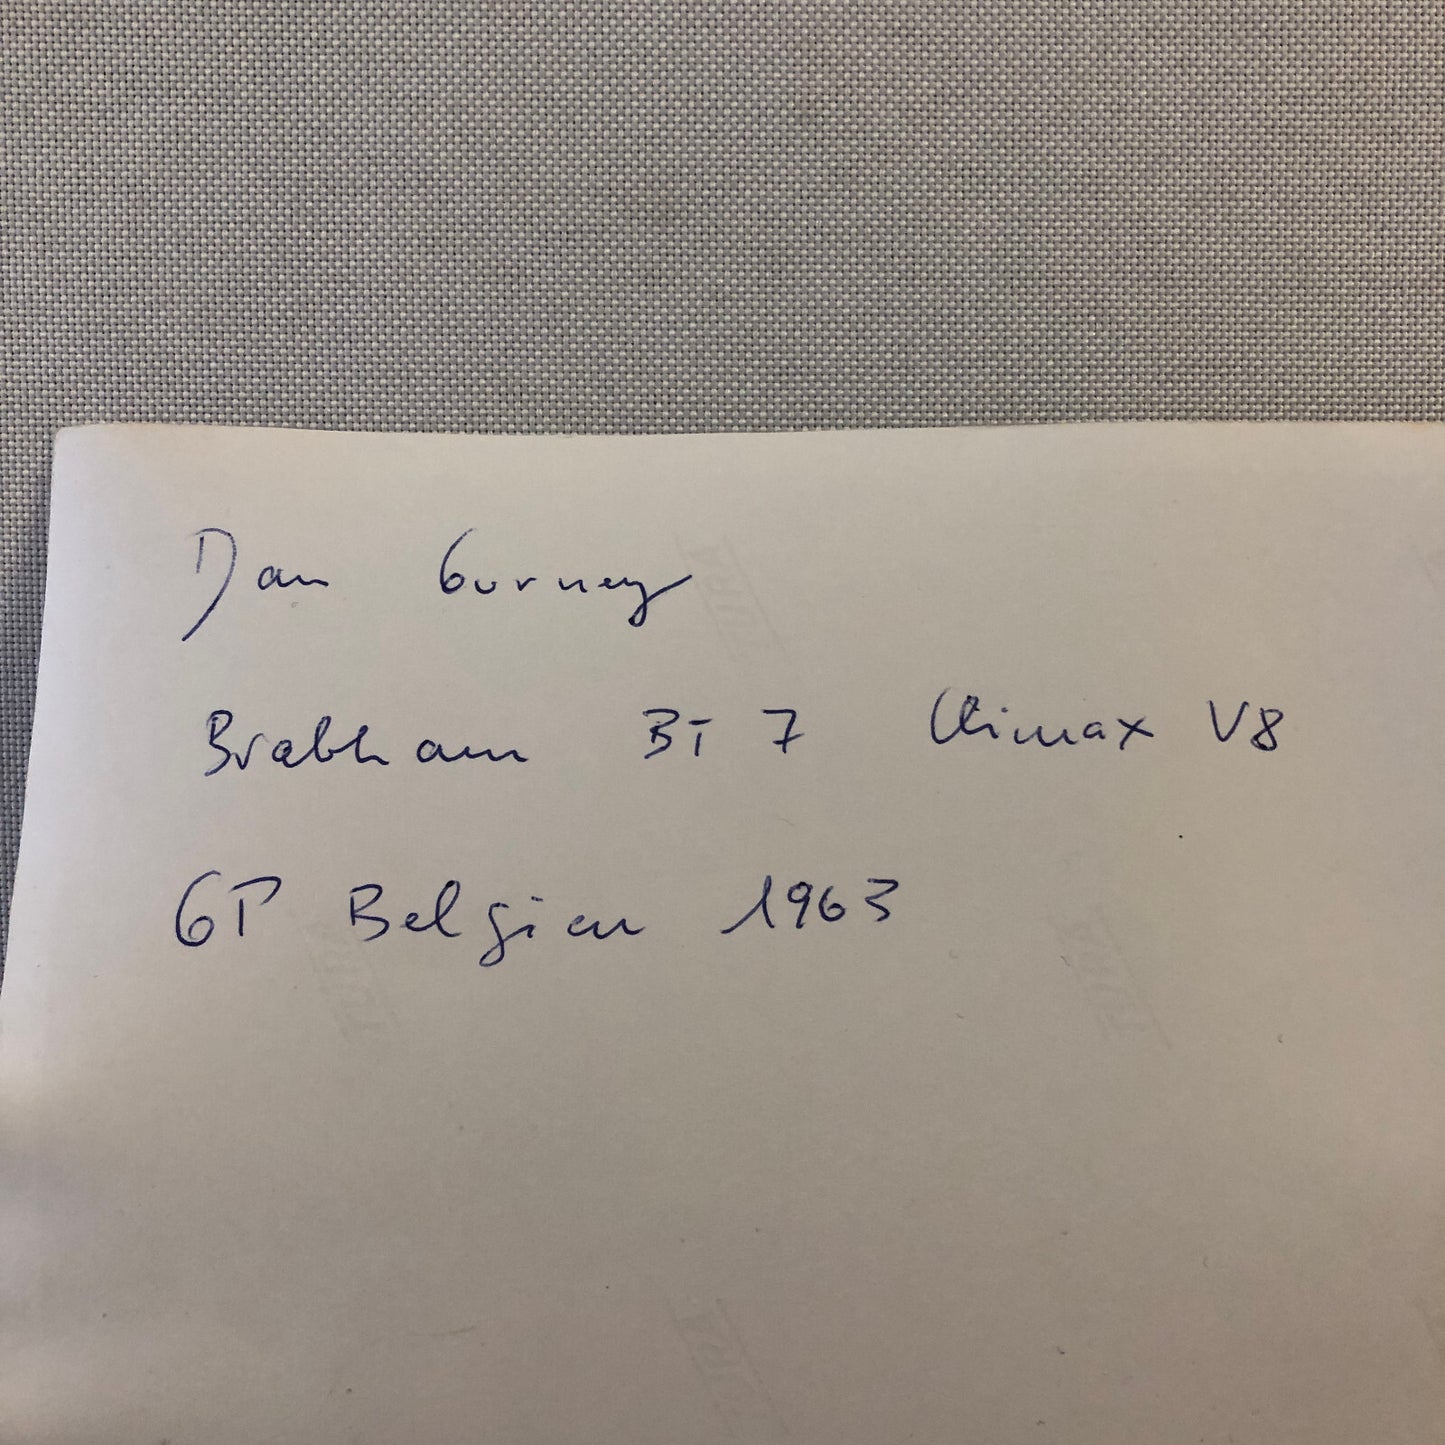 Dan Gurney
Brabham BT 7 Climax V8
GP Belgien 1963